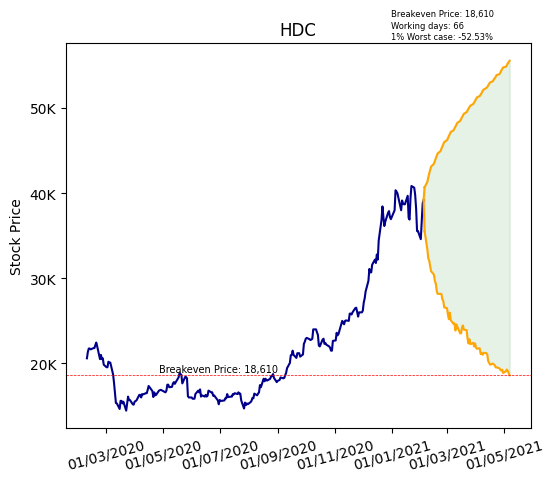 Breakeven Price: 18,610
Working days: 66
1% Worst case: -52.53%
HDC
Stock Price
50K
40K
30K
20K
Breakeven Price: 18,610
01/03/2020 01/05/2020 01/07/2020 01/09/2020 01/11/2020 01/01/2021 01/03/2021 01/05/2021